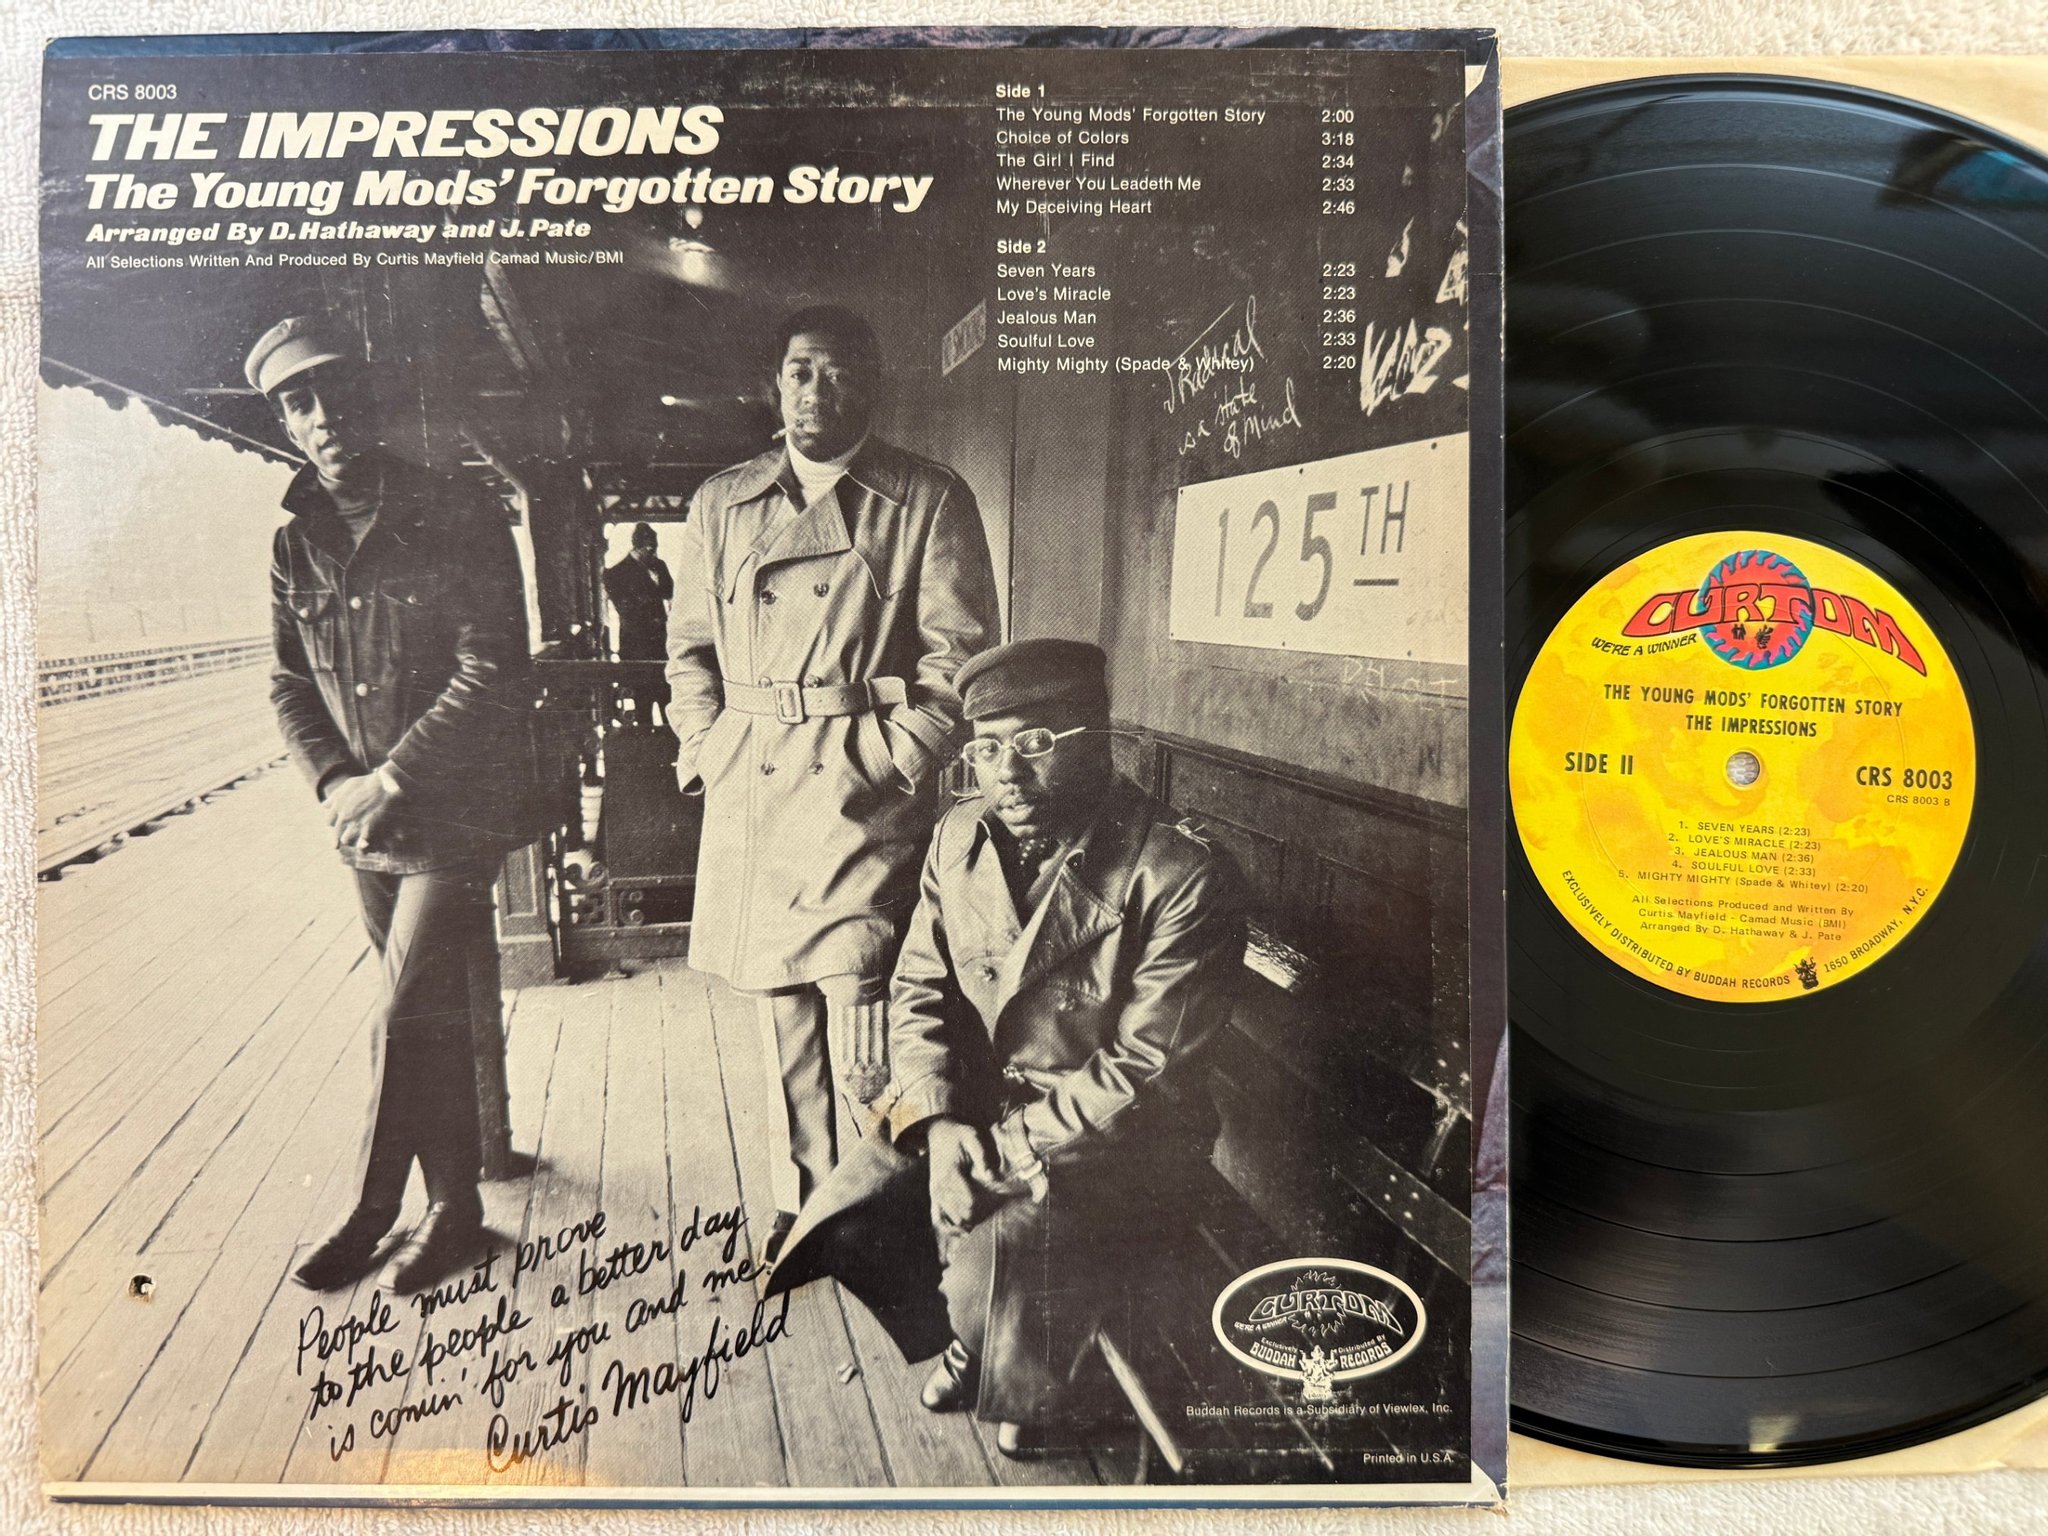 CRS 8003
THE IMPRESSIONS
The Young Mods' Forgotten Story
Arranged By D. Hathaway and J. Pate
All Selections Written And Produced By Curtis Mayfield Camad Music/BMI
Side 1
The Young Mods' Forgotten Story 2:00
Choice of Colors 3:18
The Girl I Find 2:34
Wherever You Leadeth Me 2:33
My Deceiving Heart 2:46
Side 2
Seven Years 2:23
Love's Miracle 2:23
Jealous Man 2:36
Soulful Love 2:33
Mighty Mighty (Spade & Whitey) 2:20
Radical
is a state
of Mind
125TH
People must prove
to the people a better day
is comin' for you and me.
Curtis Mayfield
CURTOM
WE'RE A WINNER
Exclusively Distributed By
BUDDAH RECORDS
Buddah Records is a Subsidiary of Viewlex, Inc.
Printed in U.S.A.
CURTOM
WE'RE A WINNER
THE YOUNG MODS' FORGOTTEN STORY
THE IMPRESSIONS
SIDE II
CRS 8003
CRS 8003 B
1. SEVEN YEARS (2:23)
2. LOVE'S MIRACLE (2:23)
3. JEALOUS MAN (2:36)
4. SOULFUL LOVE (2:33)
5. MIGHTY MIGHTY (Spade & Whitey) (2:20)
All Selections Produced and Written By
Curtis Mayfield - Camad Music (BMI)
Arranged By D. Hathaway & J. Pate
EXCLUSIVELY DISTRIBUTED BY BUDDAH RECORDS 1650 BROADWAY, N.Y.C.